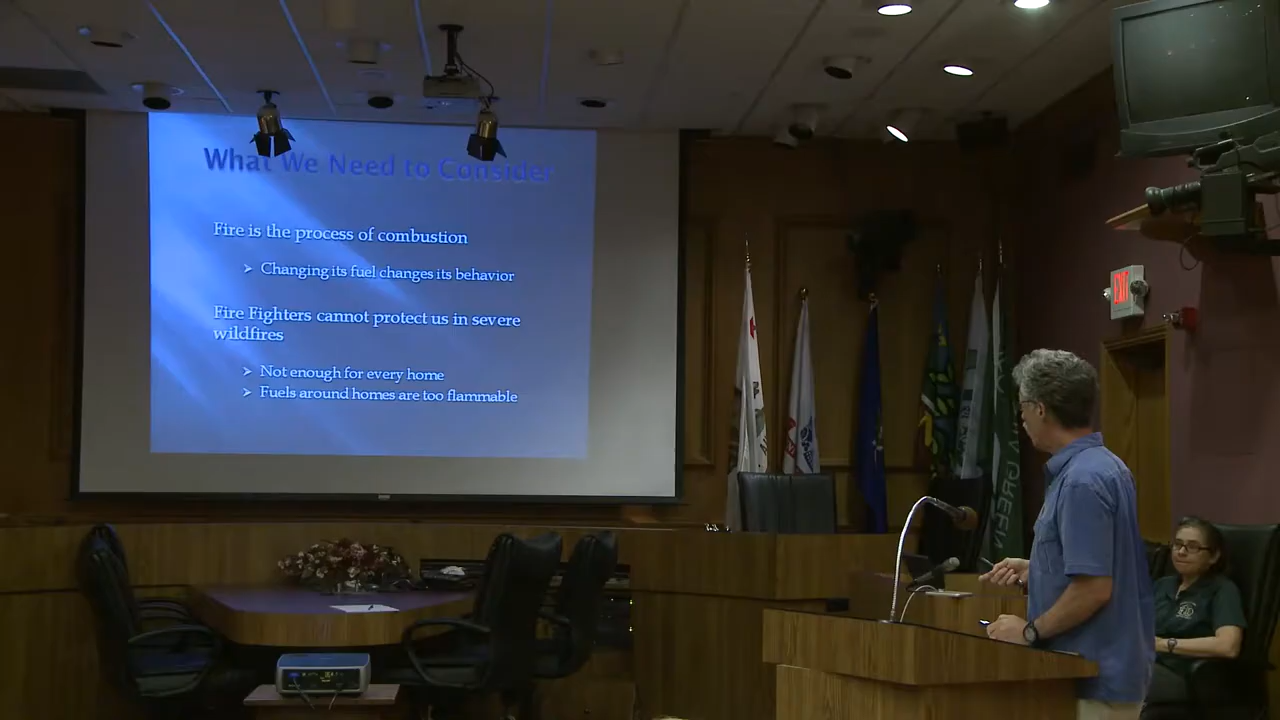 What We Need to Consider
Fire is the process of combustion
➢ Changing its fuel changes its behavior
Fire Fighters cannot protect us in severe
wildfires
➢ Not enough for every home
➢ Fuels around homes are too flammable
EXIT